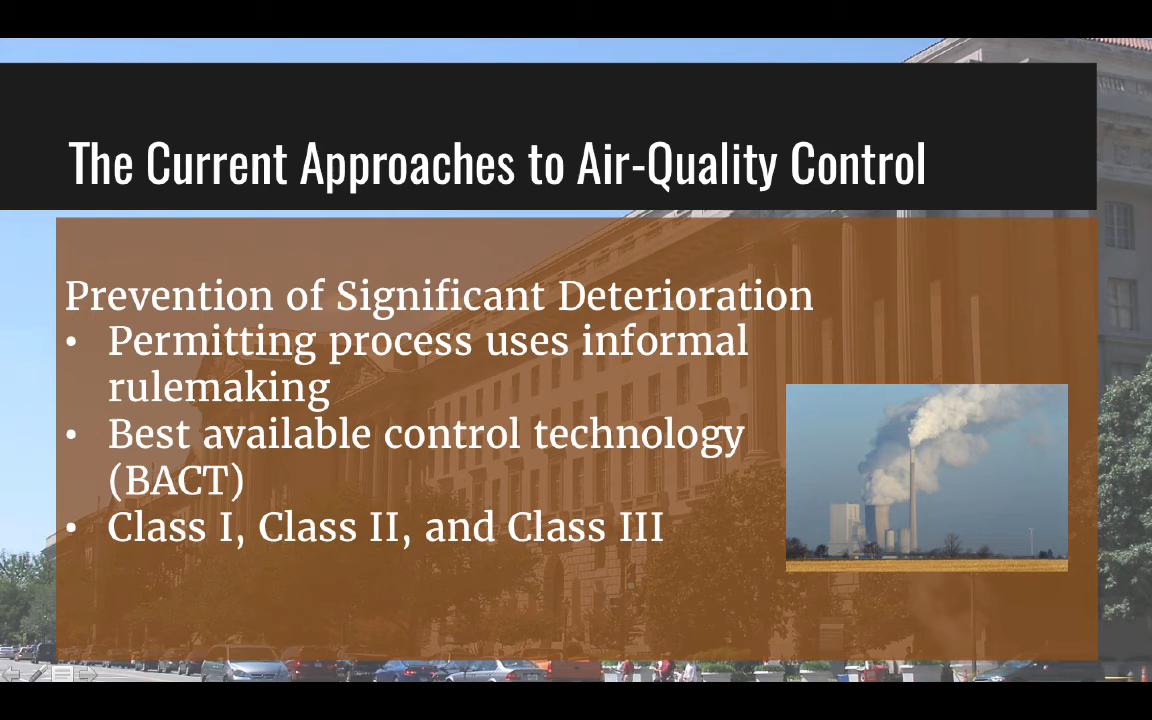 The Current Approaches to Air-Quality Control
Prevention of Significant Deterioration
• Permitting process uses informal
rulemaking
• Best available control technology
(BACT)
• Class I, Class II, and Class III